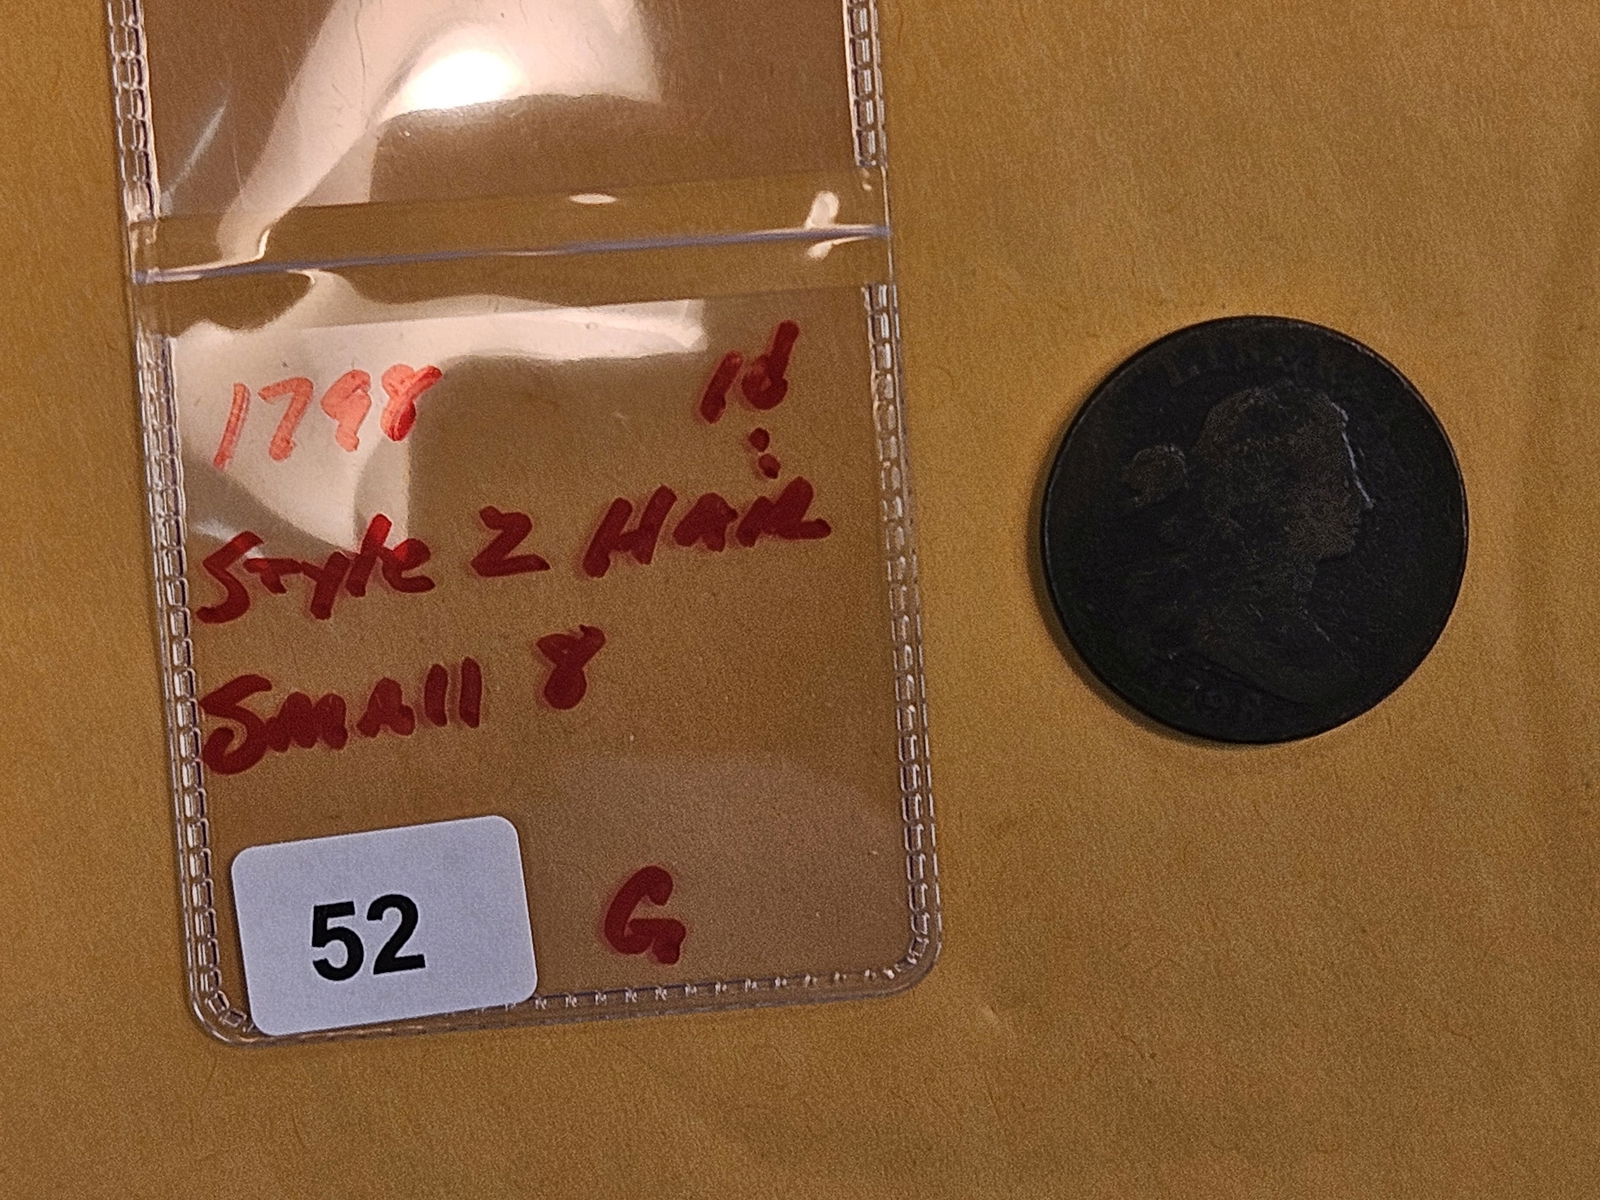 1798 1¢
Style 2 Hair
Small 8
52 G